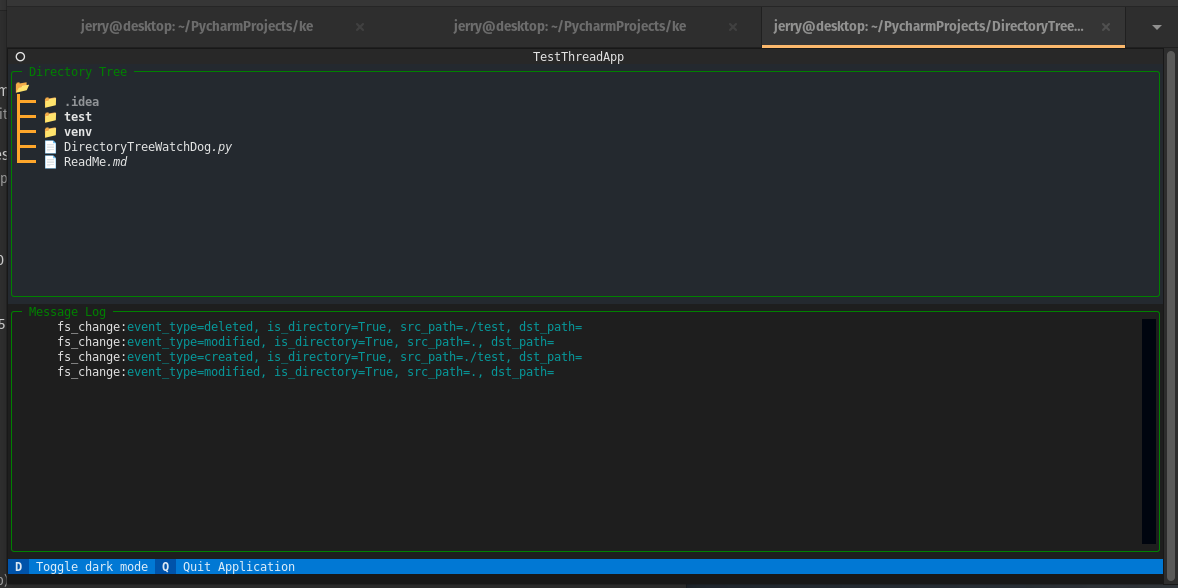 jerry@desktop: ~/PycharmProjects/ke × jerry@desktop: ~/PycharmProjects/ke × jerry@desktop: ~/PycharmProjects/DirectoryTree... ×
TestThreadApp
Directory Tree
.idea
test
venv
DirectoryTreeWatchDog.py
ReadMe.md
Message Log
fs_change:event_type=deleted, is_directory=True, src_path=./test, dst_path=
fs_change:event_type=modified, is_directory=True, src_path=., dst_path=
fs_change:event_type=created, is_directory=True, src_path=./test, dst_path=
fs_change:event_type=modified, is_directory=True, src_path=., dst_path=
D Toggle dark mode Q Quit Application